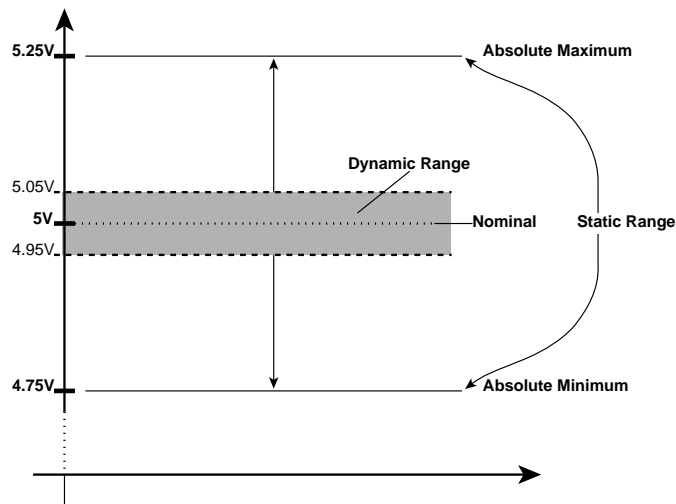 5.25V
Absolute Maximum
Dynamic Range
5.05V
5V
Nominal
Static Range
4.95V
4.75V
Absolute Minimum